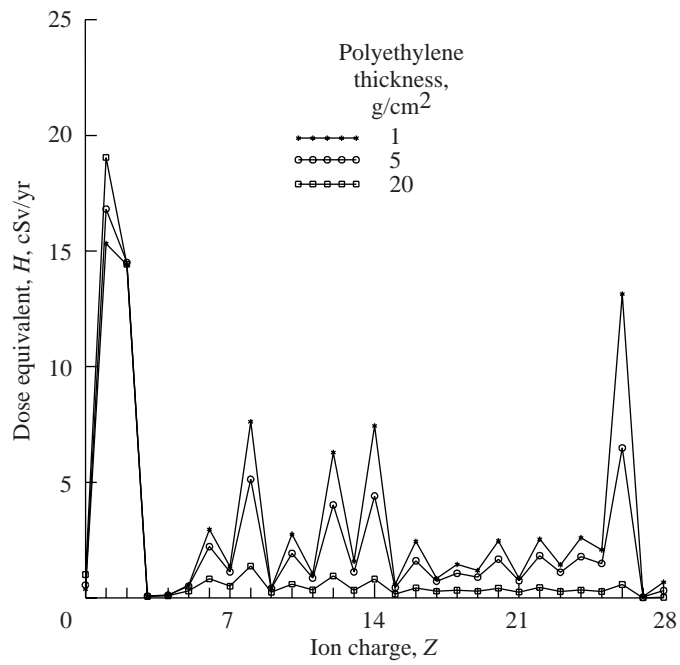 25
20
15
10
5
0
7
14
21
28
Dose equivalent, H, cSv/yr
Ion charge, Z
Polyethylene
thickness,
g/cm2
1
5
20